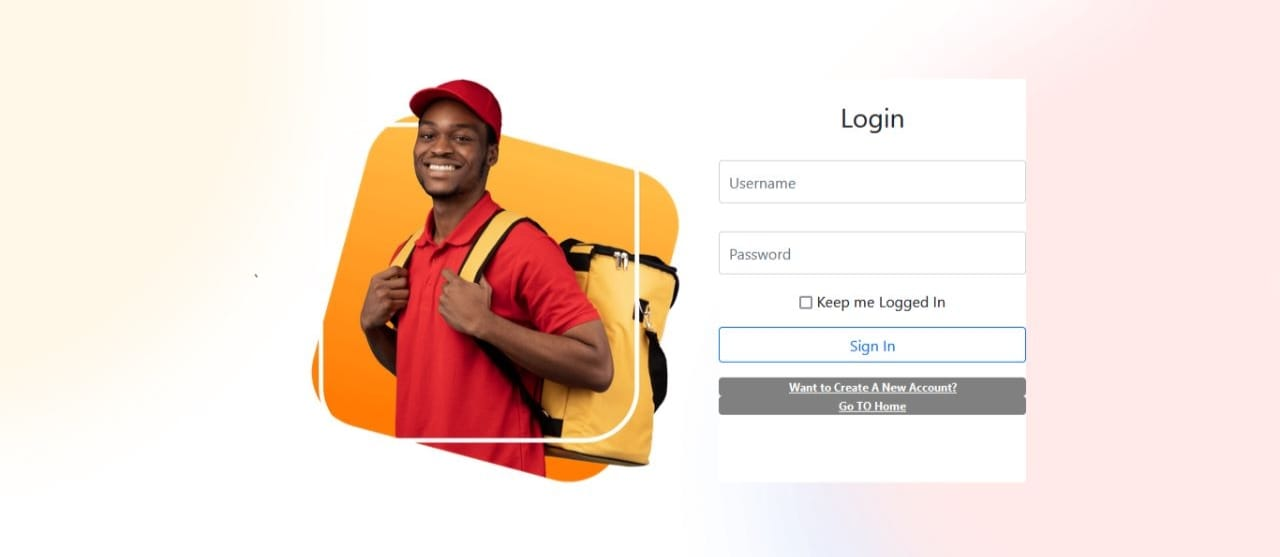 Login
Username
Password
Keep me Logged In
Sign In
Want to Create A New Account?
Go TO Home